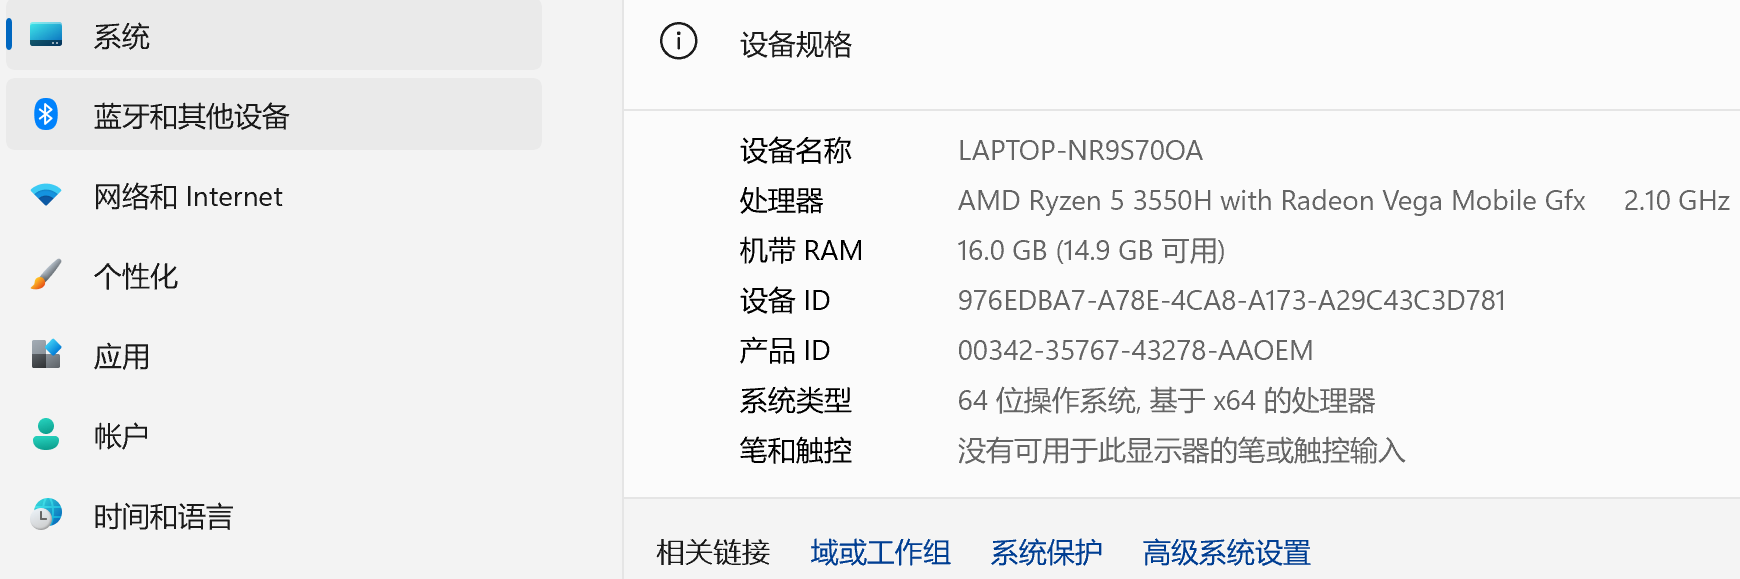 系统
蓝牙和其他设备
网络和 Internet
个性化
应用
帐户
时间和语言
设备规格
设备名称 LAPTOP-NR9S70OA
处理器 AMD Ryzen 5 3550H with Radeon Vega Mobile Gfx 2.10 GHz
机带 RAM 16.0 GB (14.9 GB 可用)
设备 ID 976EDBA7-A78E-4CA8-A173-A29C43C3D781
产品 ID 00342-35767-43278-AAOEM
系统类型 64 位操作系统, 基于 x64 的处理器
笔和触控 没有可用于此显示器的笔或触控输入
相关链接 域或工作组 系统保护 高级系统设置